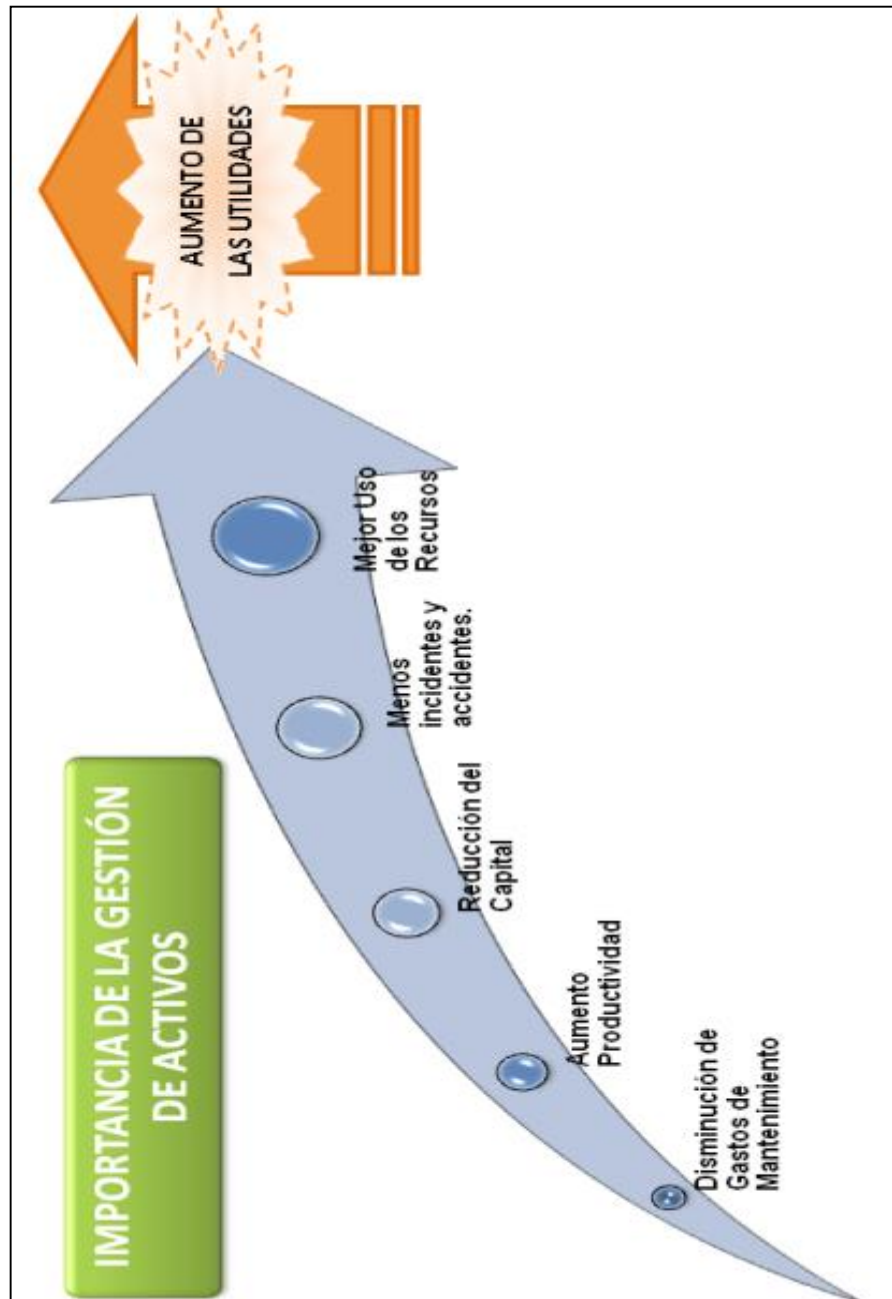 IMPORTANCIA DE LA GESTIÓN
DE ACTIVOS
Disminución de
Gastos de
Mantenimiento
Aumento
Productividad
Reducción del
Capital
Menos
incidentes y
accidentes.
Mejor Uso
de los
Recursos
AUMENTO DE
LAS UTILIDADES